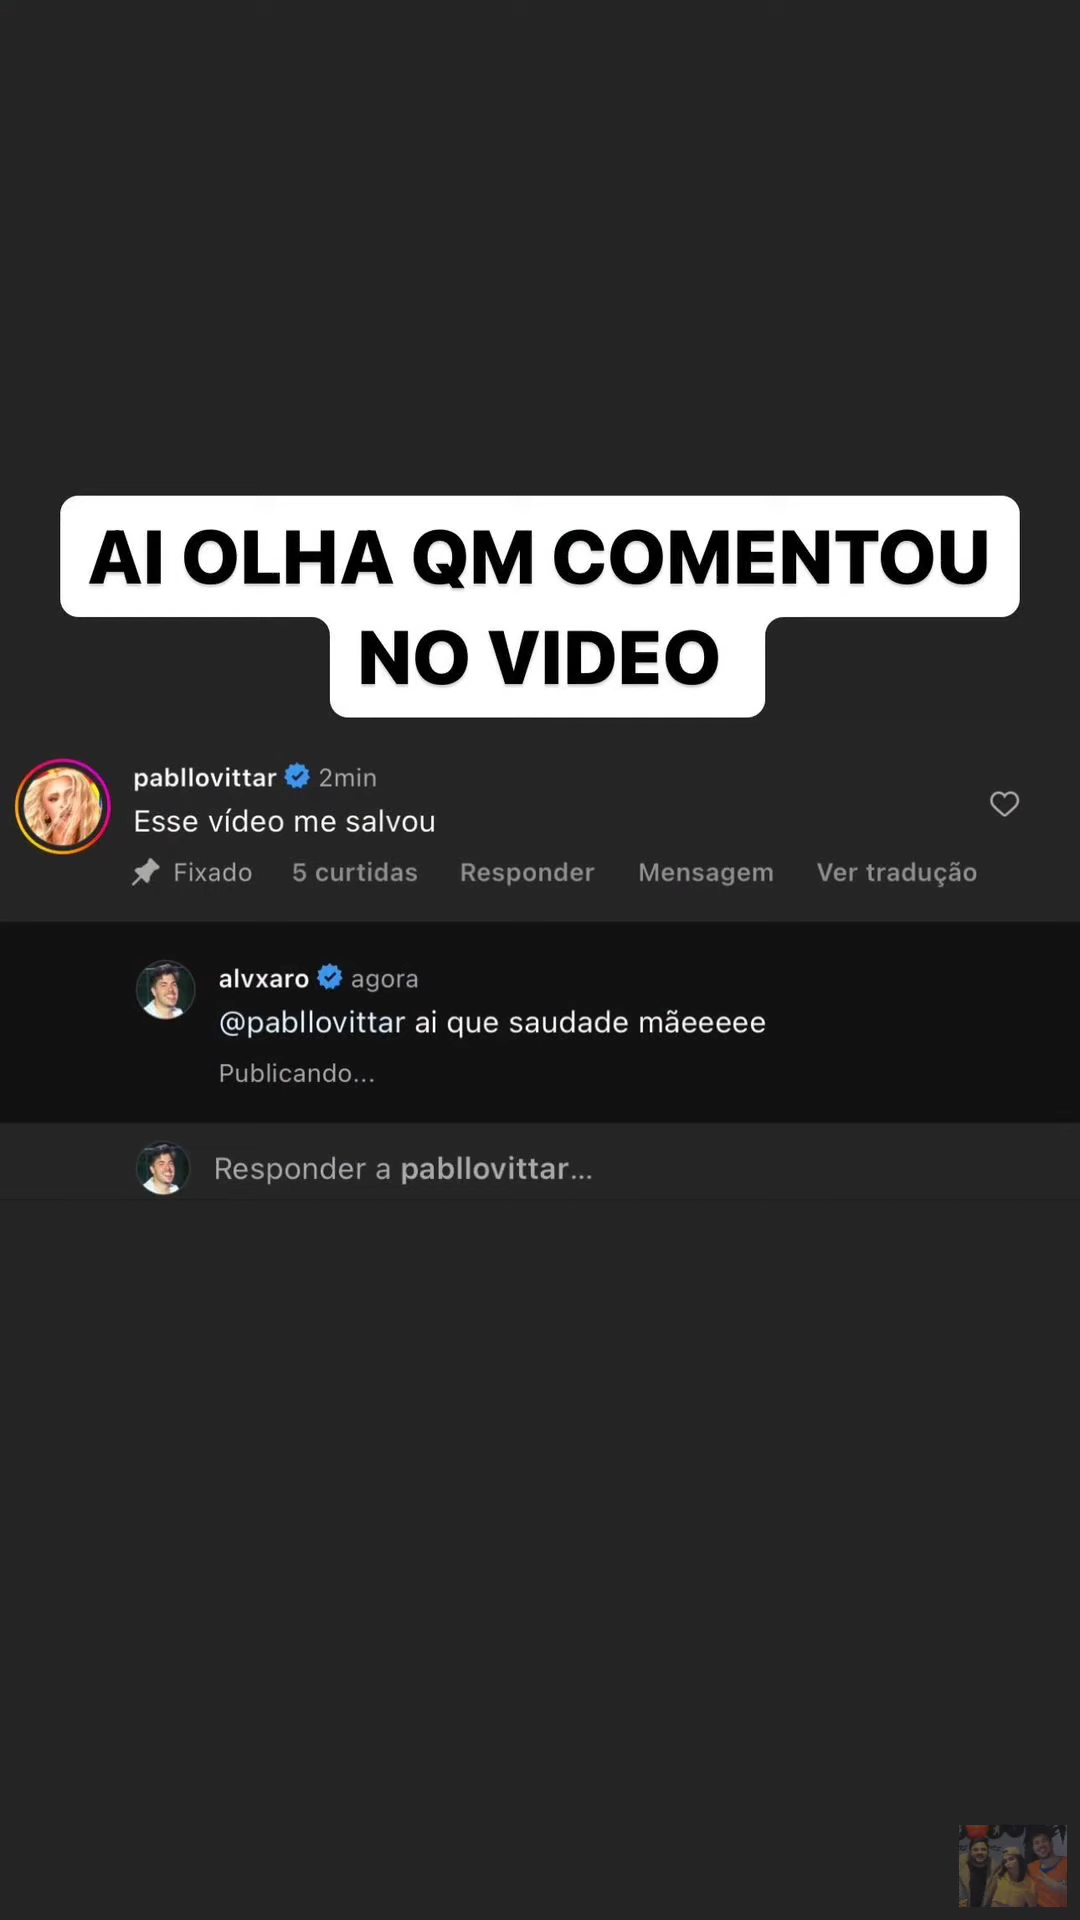 AI OLHA QM COMENTOU
NO VIDEO
pabllovittar 2min
Esse vídeo me salvou
Fixado 5 curtidas Responder Mensagem Ver tradução
alvxaro agora
@pabllovittar ai que saudade mãeeeee
Publicando...
Responder a pabllovittar...